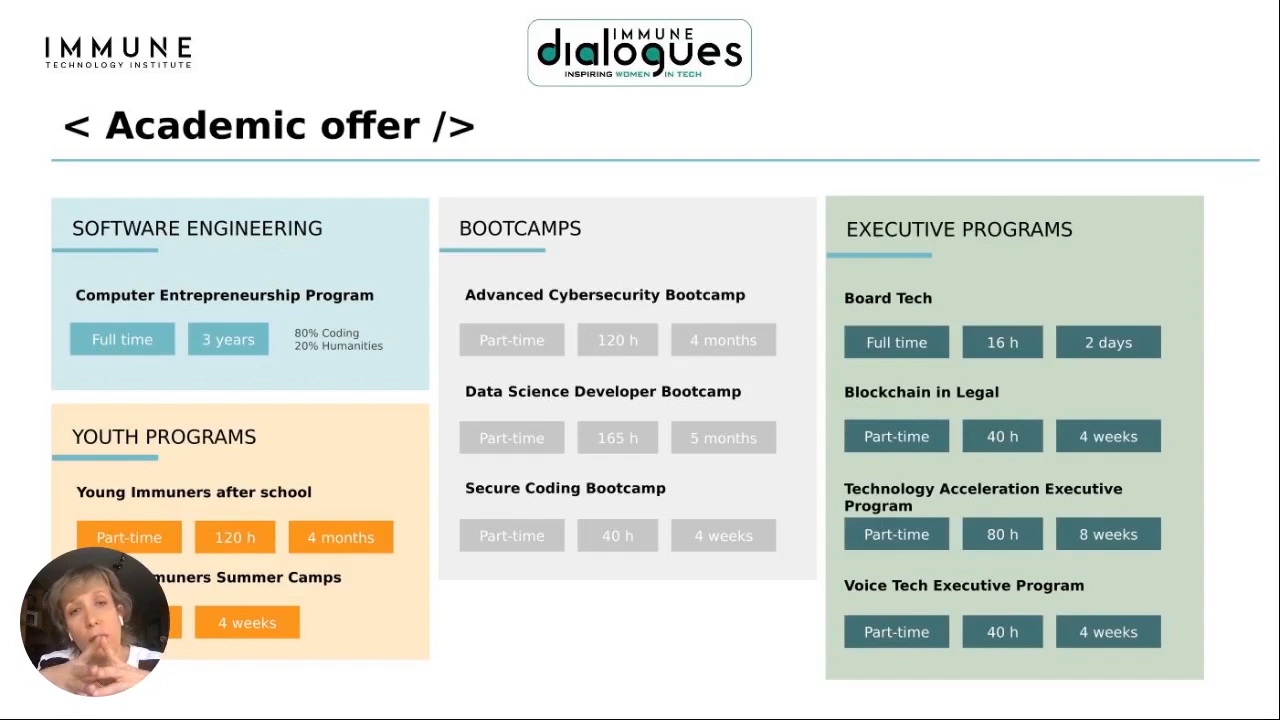 IMMUNE
TECHNOLOGY INSTITUTE
IMMUNE
dialogues
INSPIRING WOMEN IN TECH
< Academic offer />
SOFTWARE ENGINEERING
Computer Entrepreneurship Program
Full time 3 years
80% Coding
20% Humanities
YOUTH PROGRAMS
Young Immuners after school
Part-time 120 h 4 months
Summer Camps
4 weeks
BOOTCAMPS
Advanced Cybersecurity Bootcamp
Part-time 120 h 4 months
Data Science Developer Bootcamp
Part-time 165 h 5 months
Secure Coding Bootcamp
Part-time 40 h 4 weeks
EXECUTIVE PROGRAMS
Board Tech
Full time 16 h 2 days
Blockchain in Legal
Part-time 40 h 4 weeks
Technology Acceleration Executive
Program
Part-time 80 h 8 weeks
Voice Tech Executive Program
Part-time 40 h 4 weeks